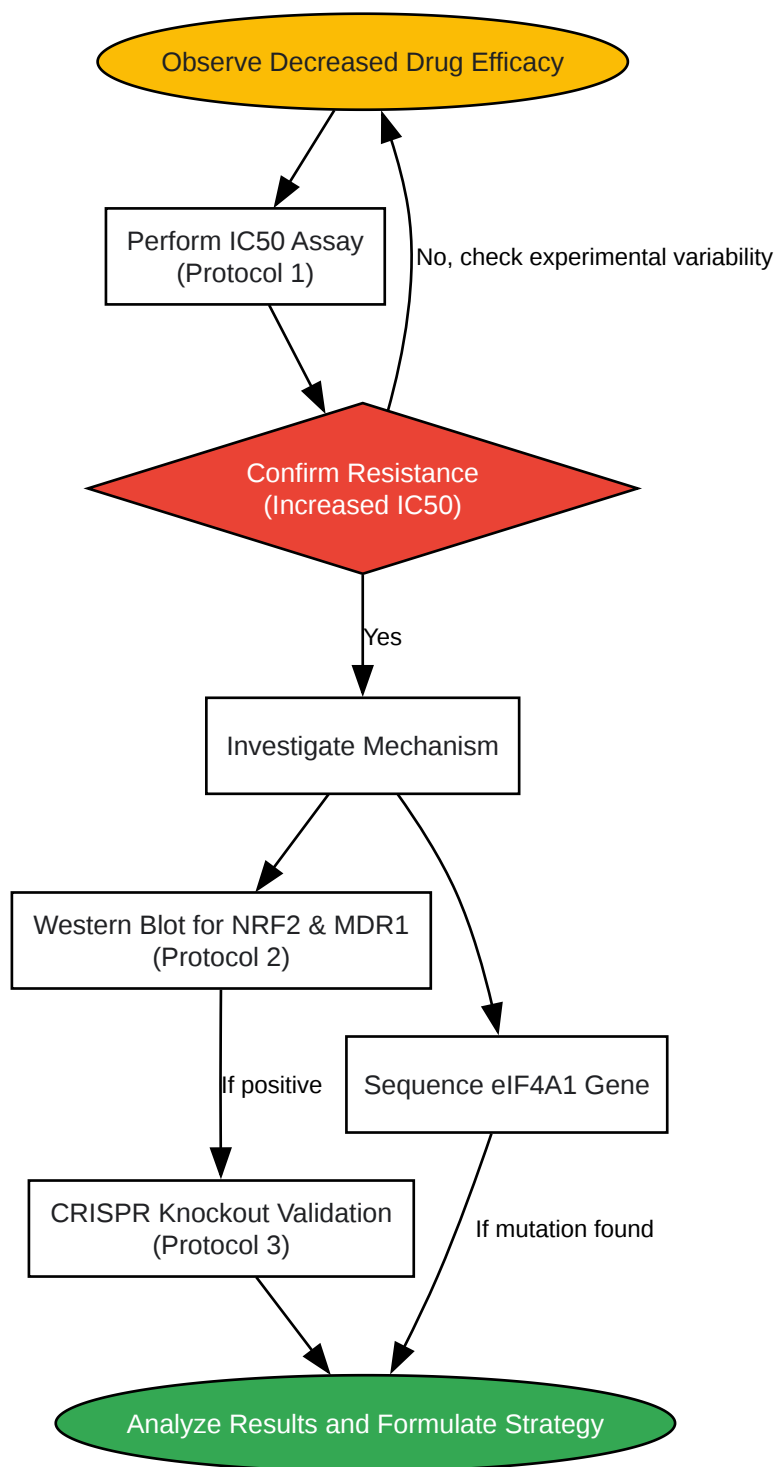 Observe Decreased Drug Efficacy
Perform IC50 Assay
(Protocol 1)
No, check experimental variability
Confirm Resistance
(Increased IC50)
Yes
Investigate Mechanism
Western Blot for NRF2 & MDR1
(Protocol 2)
If positive
Sequence eIF4A1 Gene
CRISPR Knockout Validation
(Protocol 3)
If mutation found
Analyze Results and Formulate Strategy